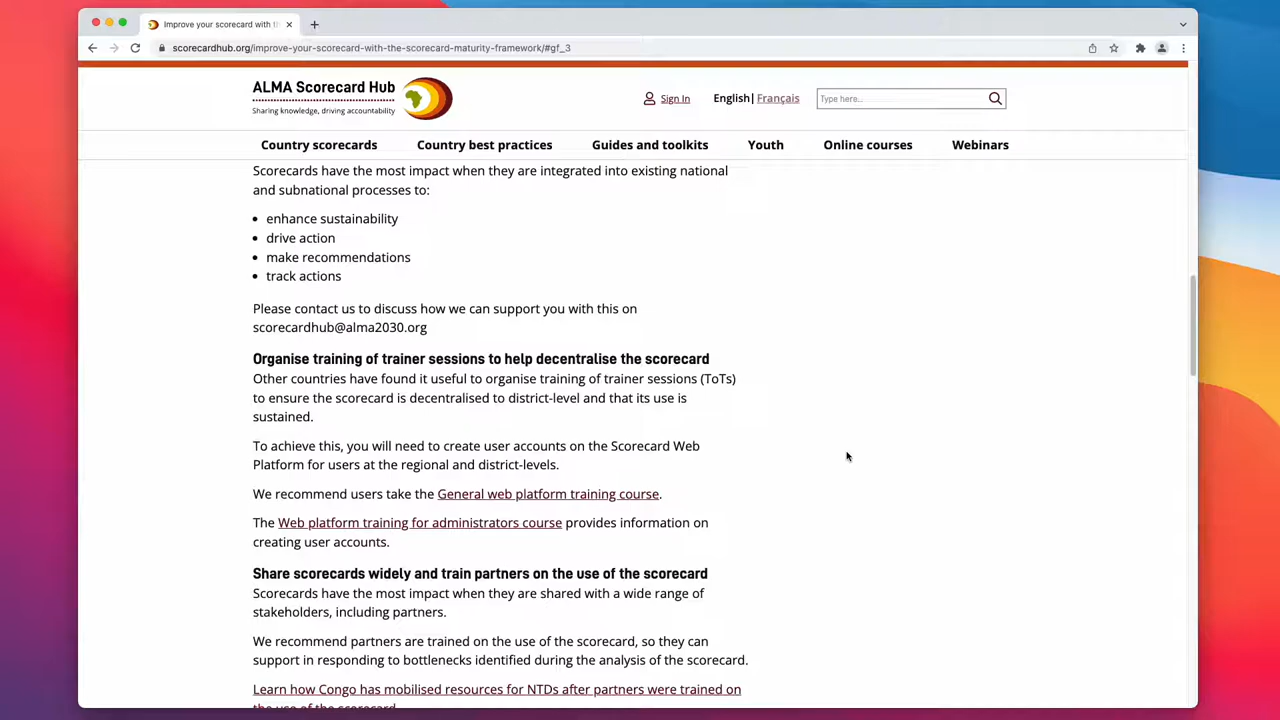 Improve your scorecard with th
scorecardhub.org/improve-your-scorecard-with-the-scorecard-maturity-framework/#gf_3
ALMA Scorecard Hub
Sharing knowledge, driving accountability
Sign In
English| Français
Type here..
Country scorecards
Country best practices
Guides and toolkits
Youth
Online courses
Webinars
Scorecards have the most impact when they are integrated into existing national
and subnational processes to:
• enhance sustainability
• drive action
• make recommendations
• track actions
Please contact us to discuss how we can support you with this on
scorecardhub@alma2030.org
Organise training of trainer sessions to help decentralise the scorecard
Other countries have found it useful to organise training of trainer sessions (ToTs)
to ensure the scorecard is decentralised to district-level and that its use is
sustained.
To achieve this, you will need to create user accounts on the Scorecard Web
Platform for users at the regional and district-levels.
We recommend users take the General web platform training course.
The Web platform training for administrators course provides information on
creating user accounts.
Share scorecards widely and train partners on the use of the scorecard
Scorecards have the most impact when they are shared with a wide range of
stakeholders, including partners.
We recommend partners are trained on the use of the scorecard, so they can
support in responding to bottlenecks identified during the analysis of the scorecard.
Learn how Congo has mobilised resources for NTDs after partners were trained on
the use of the scorecard